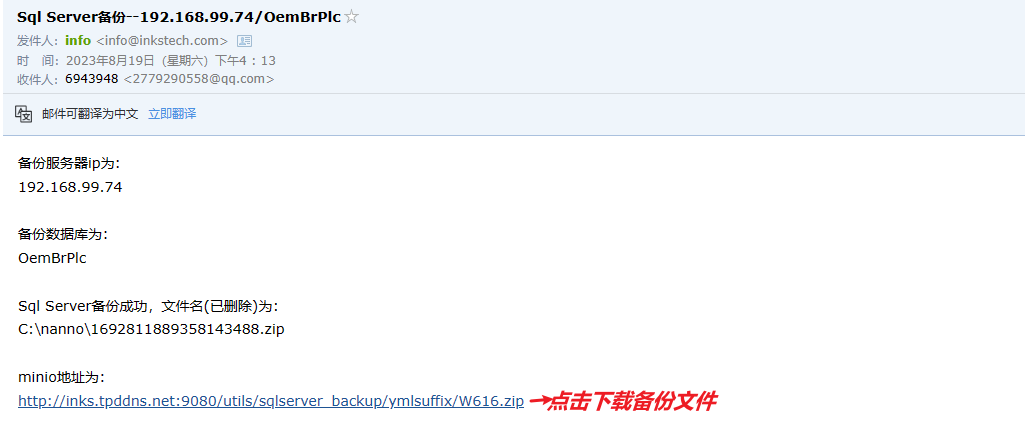 Sql Server备份--192.168.99.74/OemBrPlc☆
发件人：info <info@inkstech.com>
时 间：2023年8月19日（星期六）下午4：13
收件人：6943948 <2779290558@qq.com>
邮件可翻译为中文 立即翻译
备份服务器ip为：
192.168.99.74
备份数据库为：
OemBrPlc
Sql Server备份成功，文件名(已删除)为：
C:\nanno\1692811889358143488.zip
minio地址为：
http://inks.tpddns.net:9080/utils/sqlserver_backup/ymlsuffix/W616.zip 点击下载备份文件